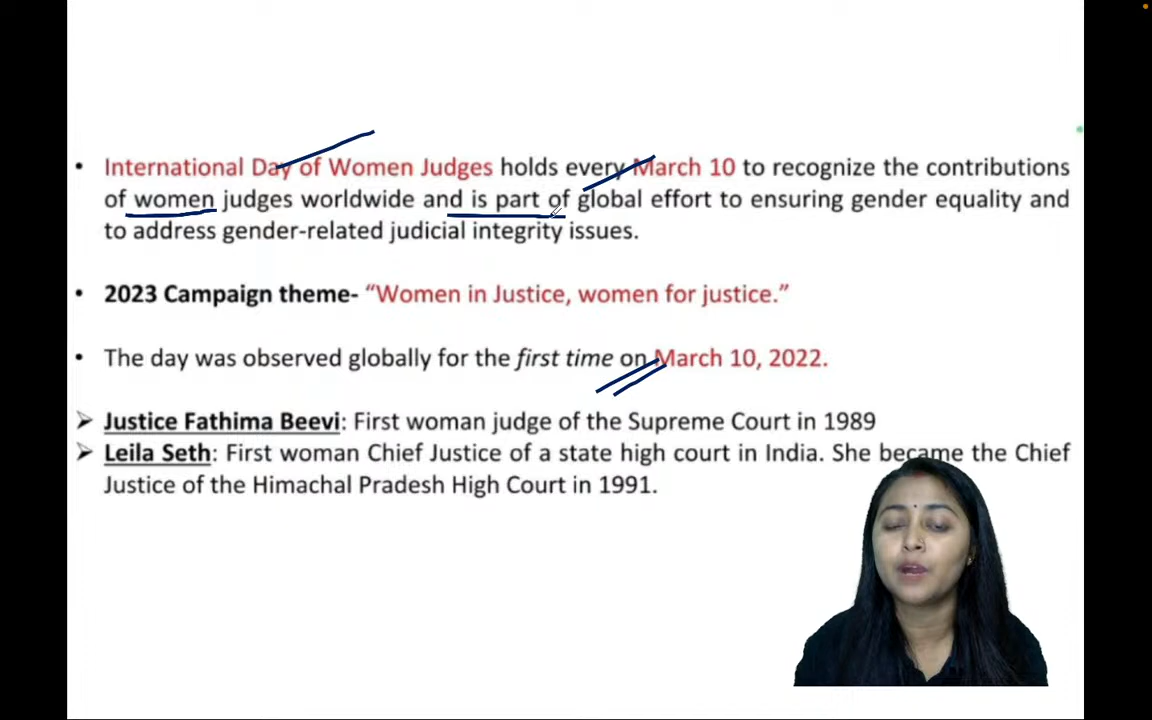 • International Day of Women Judges holds every March 10 to recognize the contributions
of women judges worldwide and is part of global effort to ensuring gender equality and
to address gender-related judicial integrity issues.
• 2023 Campaign theme- “Women in Justice, women for justice.”
• The day was observed globally for the first time on March 10, 2022.
➢ Justice Fathima Beevi: First woman judge of the Supreme Court in 1989
➢ Leila Seth: First woman Chief Justice of a state high court in India. She became the Chief
Justice of the Himachal Pradesh High Court in 1991.